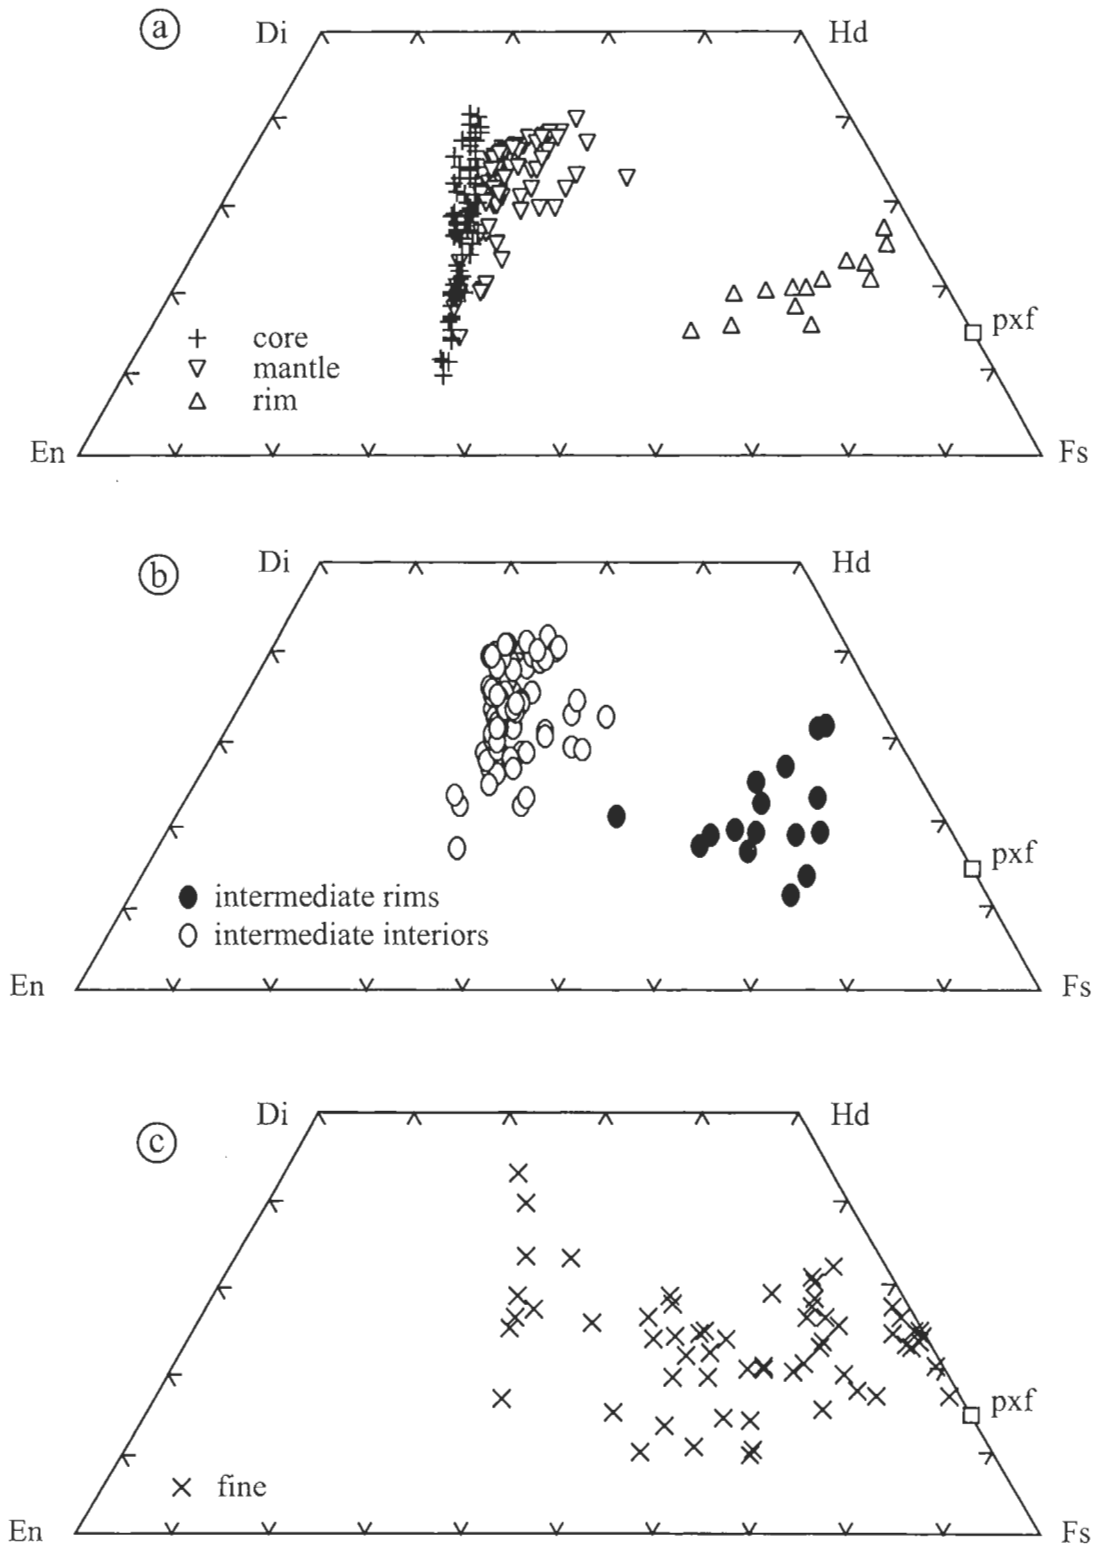 a
Di
Hd
pxf
+ core
▽ mantle
△ rim
En
Fs
b
Di
Hd
pxf
● intermediate rims
○ intermediate interiors
En
Fs
c
Di
Hd
pxf
× fine
En
Fs